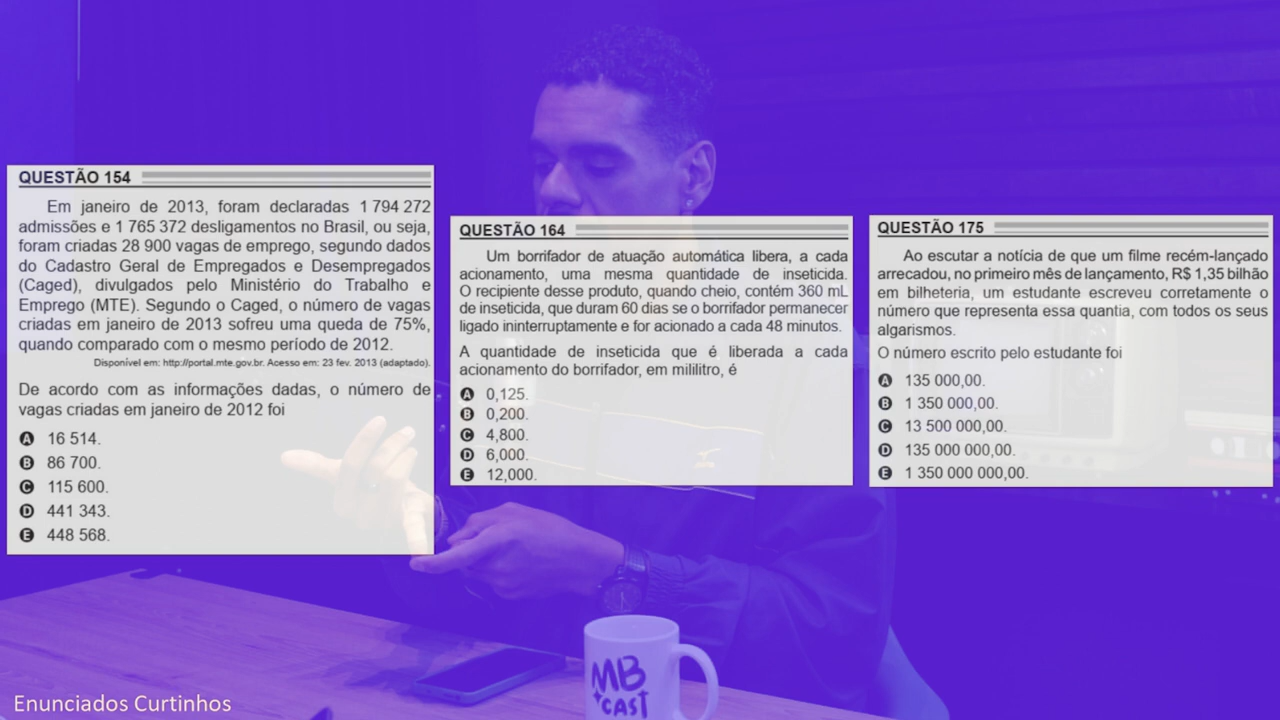 QUESTÃO 154
Em janeiro de 2013, foram declaradas 1 794 272
admissões e 1 765 372 desligamentos no Brasil, ou seja,
foram criadas 28 900 vagas de emprego, segundo dados
do Cadastro Geral de Empregados e Desempregados
(Caged), divulgados pelo Ministério do Trabalho e
Emprego (MTE). Segundo o Caged, o número de vagas
criadas em janeiro de 2013 sofreu uma queda de 75%,
quando comparado com o mesmo período de 2012.
Disponível em: http://portal.mte.gov.br. Acesso em: 23 fev. 2013 (adaptado).
De acordo com as informações dadas, o número de
vagas criadas em janeiro de 2012 foi
A 16 514.
B 86 700.
C 115 600.
D 441 343.
E 448 568.
QUESTÃO 164
Um borrifador de atuação automática libera, a cada
acionamento, uma mesma quantidade de inseticida.
O recipiente desse produto, quando cheio, contém 360 mL
de inseticida, que duram 60 dias se o borrifador permanecer
ligado ininterruptamente e for acionado a cada 48 minutos.
A quantidade de inseticida que é liberada a cada
acionamento do borrifador, em mililitro, é
A 0,125.
B 0,200.
C 4,800.
D 6,000.
E 12,000.
QUESTÃO 175
Ao escutar a notícia de que um filme recém-lançado
arrecadou, no primeiro mês de lançamento, R$ 1,35 bilhão
em bilheteria, um estudante escreveu corretamente o
número que representa essa quantia, com todos os seus
algarismos.
O número escrito pelo estudante foi
A 135 000,00.
B 1 350 000,00.
C 13 500 000,00.
D 135 000 000,00.
E 1 350 000 000,00.
MB
CAST
Enunciados Curtinhos